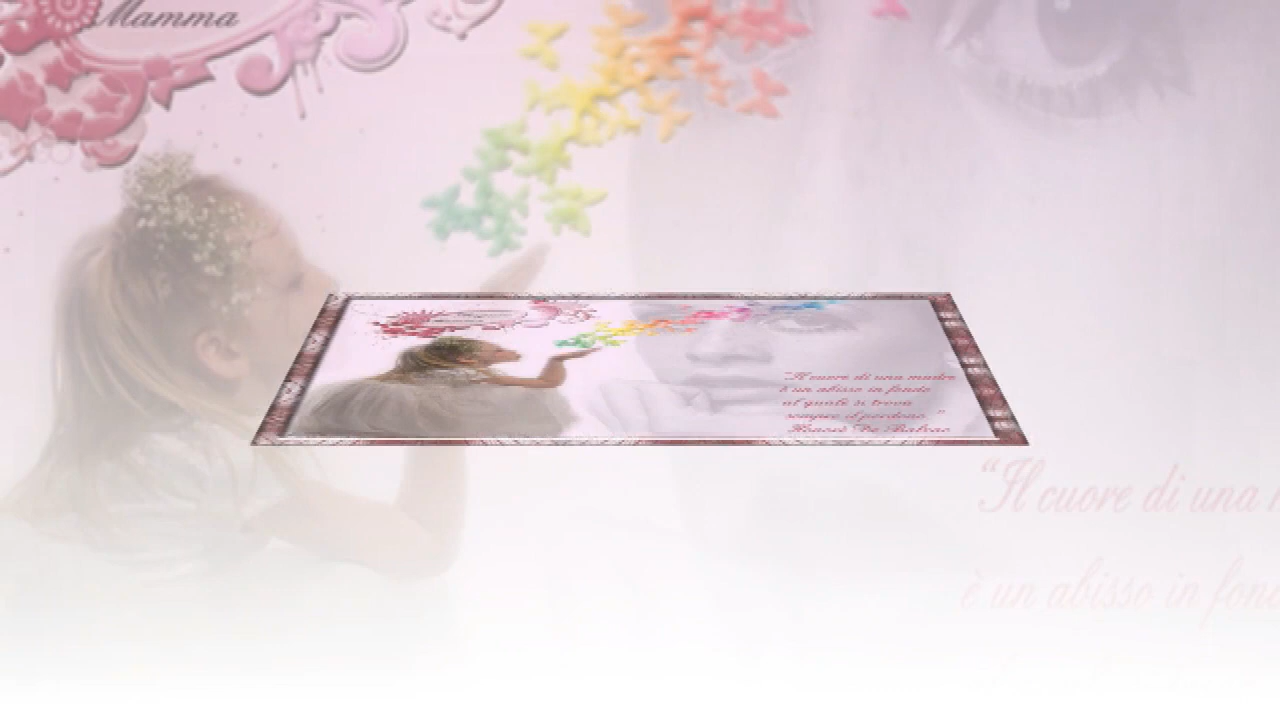 Mamma
"Il cuore di una madre
è un abisso in fondo
al quale si trova
sempre il perdono."
Honoré De Balzac
"Il cuore di una
è un abisso in fond